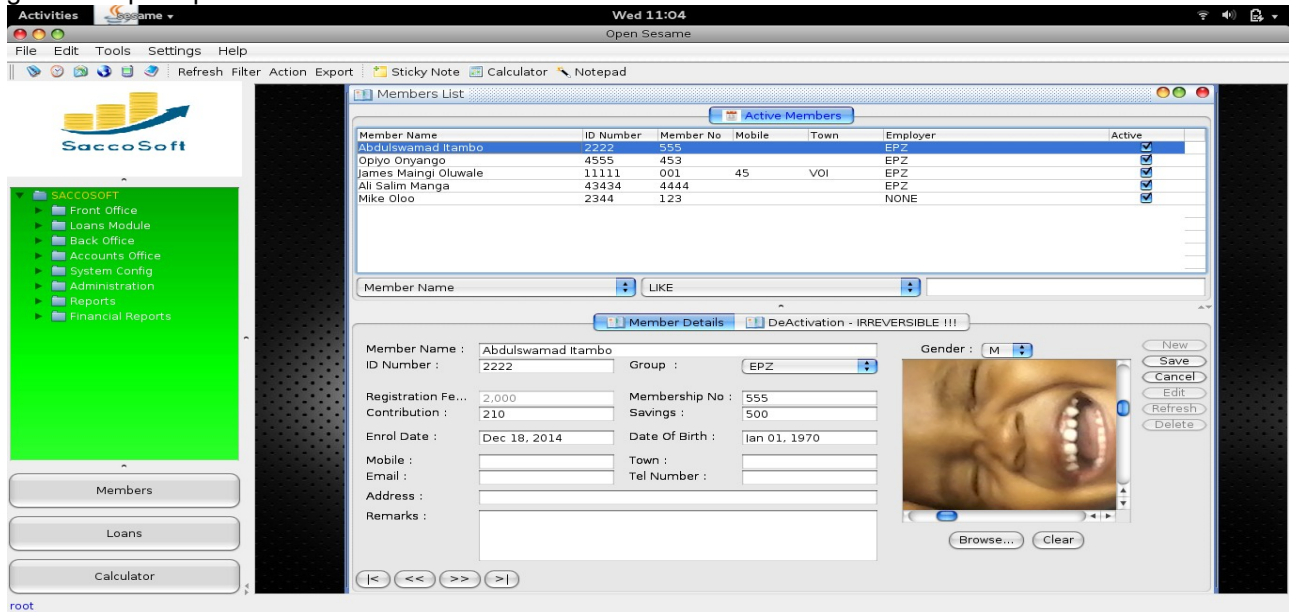 Activities Sesame Wed 11:04
Open Sesame
File Edit Tools Settings Help
Refresh Filter Action Export Sticky Note Calculator Notepad
SaccoSoft
SACCOSOFT
Front Office
Loans Module
Back Office
Accounts Office
System Config
Administration
Reports
Financial Reports
Members
Loans
Calculator
root
Members List
Active Members
Member Name ID Number Member No Mobile Town Employer Active
Abdulswamad Itambo 2222 555 EPZ
Opiyo Onyango 4555 453 EPZ
James Maingi Oluwale 11111 001 45 VOI EPZ
Ali Salim Manga 43434 4444 EPZ
Mike Oloo 2344 123 NONE
Member Name LIKE
Member Details DeActivation - IRREVERSIBLE !!!
Member Name : Abdulswamad Itambo Gender : M
ID Number : 2222 Group : EPZ
Registration Fe... 2,000 Membership No : 555
Contribution : 210 Savings : 500
Enrol Date : Dec 18, 2014 Date Of Birth : Jan 01, 1970
Mobile : Town :
Email : Tel Number :
Address :
Remarks :
New
Save
Cancel
Edit
Refresh
Delete
Browse... Clear
|< << >> >|